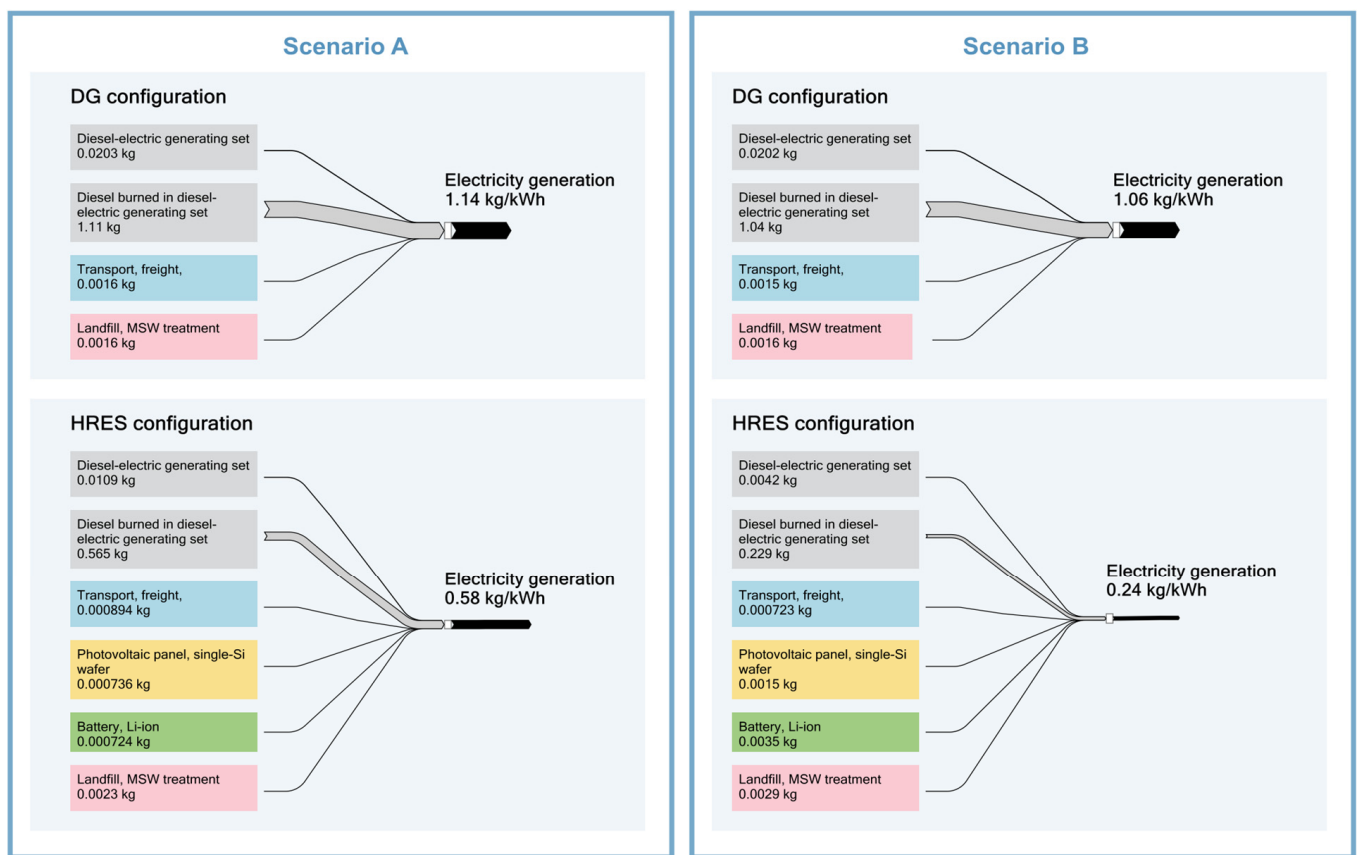 Scenario A
DG configuration
Diesel-electric generating set
0.0203 kg
Diesel burned in diesel-
electric generating set
1.11 kg
Transport, freight,
0.0016 kg
Landfill, MSW treatment
0.0016 kg
Electricity generation
1.14 kg/kWh
HRES configuration
Diesel-electric generating set
0.0109 kg
Diesel burned in diesel-
electric generating set
0.565 kg
Transport, freight,
0.000894 kg
Photovoltaic panel, single-Si
wafer
0.000736 kg
Battery, Li-ion
0.000724 kg
Landfill, MSW treatment
0.0023 kg
Electricity generation
0.58 kg/kWh
Scenario B
DG configuration
Diesel-electric generating set
0.0202 kg
Diesel burned in diesel-
electric generating set
1.04 kg
Transport, freight,
0.0015 kg
Landfill, MSW treatment
0.0016 kg
Electricity generation
1.06 kg/kWh
HRES configuration
Diesel-electric generating set
0.0042 kg
Diesel burned in diesel-
electric generating set
0.229 kg
Transport, freight,
0.000723 kg
Photovoltaic panel, single-Si
wafer
0.0015 kg
Battery, Li-ion
0.0035 kg
Landfill, MSW treatment
0.0029 kg
Electricity generation
0.24 kg/kWh